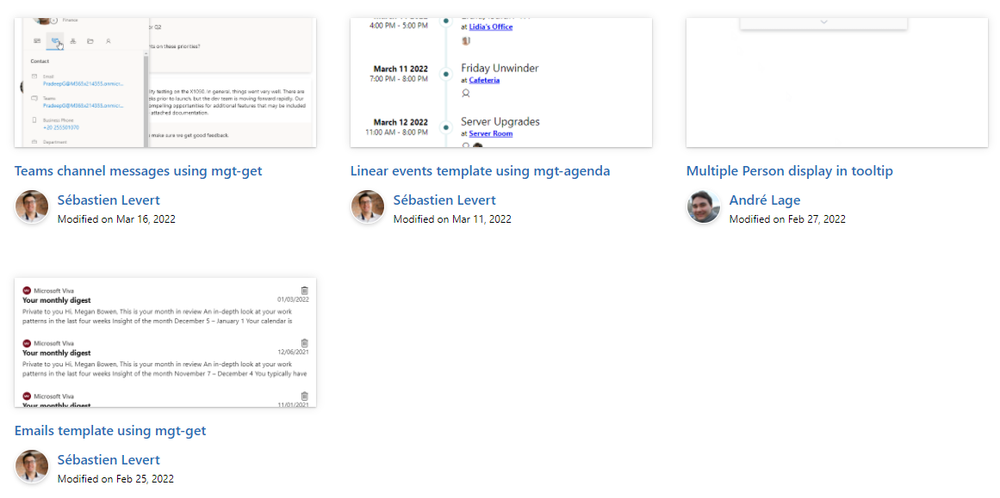 Finance
nts on these priorities?
Contact
Email
PradeepG@M365x214355.onmicr...
Teams
PradeepG@M365x214355.onmicr...
Business Phone
+20 255501070
Department
ility testing on the X1050. In general, things went very well. There are
eks prior to launch, but the dev team is moving forward rapidly. Our
ompelling opportunities for additional features that may be included
attached documentation.
make sure we get good feedback.
4:00 PM - 5:00 PM
at Lidia's Office
March 11 2022
7:00 PM - 8:00 PM
Friday Unwinder
at Cafeteria
March 12 2022
11:00 AM - 8:00 PM
Server Upgrades
at Server Room
Teams channel messages using mgt-get
Sébastien Levert
Modified on Mar 16, 2022
Linear events template using mgt-agenda
Sébastien Levert
Modified on Mar 11, 2022
Multiple Person display in tooltip
André Lage
Modified on Feb 27, 2022
Microsoft Viva
Your monthly digest
01/03/2022
Private to you Hi, Megan Bowen, This is your month in review An in-depth look at your work
patterns in the last four weeks Insight of the month December 5 – January 1 Your calendar is
Microsoft Viva
Your monthly digest
12/06/2021
Private to you Hi, Megan Bowen, This is your month in review An in-depth look at your work
patterns in the last four weeks Insight of the month November 7 – December 4 You typically have
Microsoft Viva
Your monthly digest
11/01/2021
Emails template using mgt-get
Sébastien Levert
Modified on Feb 25, 2022